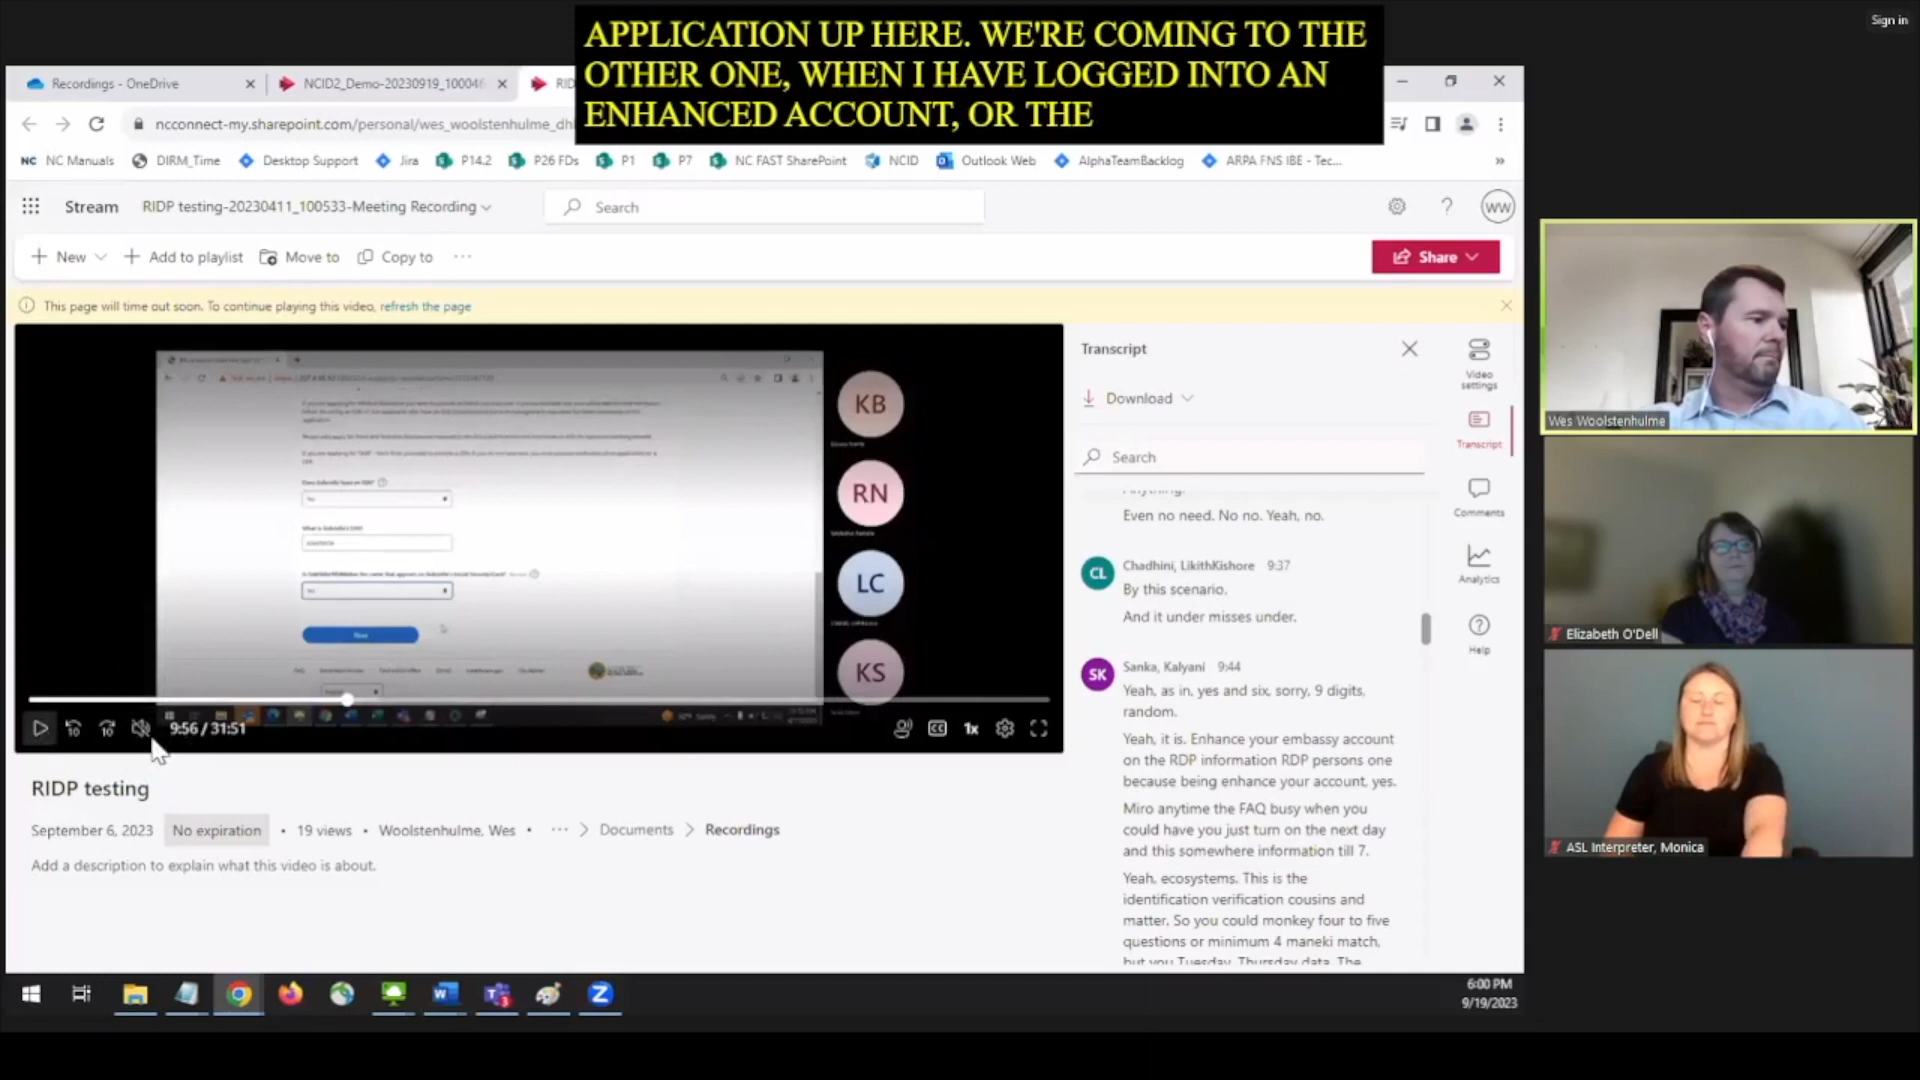 Sign in
APPLICATION UP HERE. WE'RE COMING TO THE
OTHER ONE, WHEN I HAVE LOGGED INTO AN
ENHANCED ACCOUNT, OR THE
Recordings - OneDrive
NCID2_Demo-20230919_10004
ncconnect-my.sharepoint.com/personal/wes_woolstenhulme_dh
NC NC Manuals DIRM_Time Desktop Support Jira P14.2 P26 FDs P1 P7 NC FAST SharePoint NCID Outlook Web AlphaTeamBacklog ARPA FNS IBE - Tec... »
Stream RIDP testing-20230411_100533-Meeting Recording
Search
WW
New Add to playlist Move to Copy to ...
Share
This page will time out soon. To continue playing this video, refresh the page
KB
RN
LC
KS
9:56 / 31:51
CC 1x
Transcript
Download
Search
Even no need. No no. Yeah, no.
CL Chadhini, LikithKishore 9:37
By this scenario.
And it under misses under.
SK Sanka, Kalyani 9:44
Yeah, as in, yes and six, sorry, 9 digits,
random.
Yeah, it is. Enhance your embassy account
on the RDP information RDP persons one
because being enhance your account, yes.
Miro anytime the FAQ busy when you
could have you just turn on the next day
and this somewhere information till 7.
Yeah, ecosystems. This is the
identification verification cousins and
matter. So you could monkey four to five
questions or minimum 4 maneki match,
but you Tuesday, Thursday data. The
Video
settings
Transcript
Comments
Analytics
Help
RIDP testing
September 6, 2023 No expiration • 19 views • Woolstenhulme, Wes • ... > Documents > Recordings
Add a description to explain what this video is about.
Wes Woolstenhulme
Elizabeth O'Dell
ASL Interpreter, Monica
6:00 PM
9/19/2023